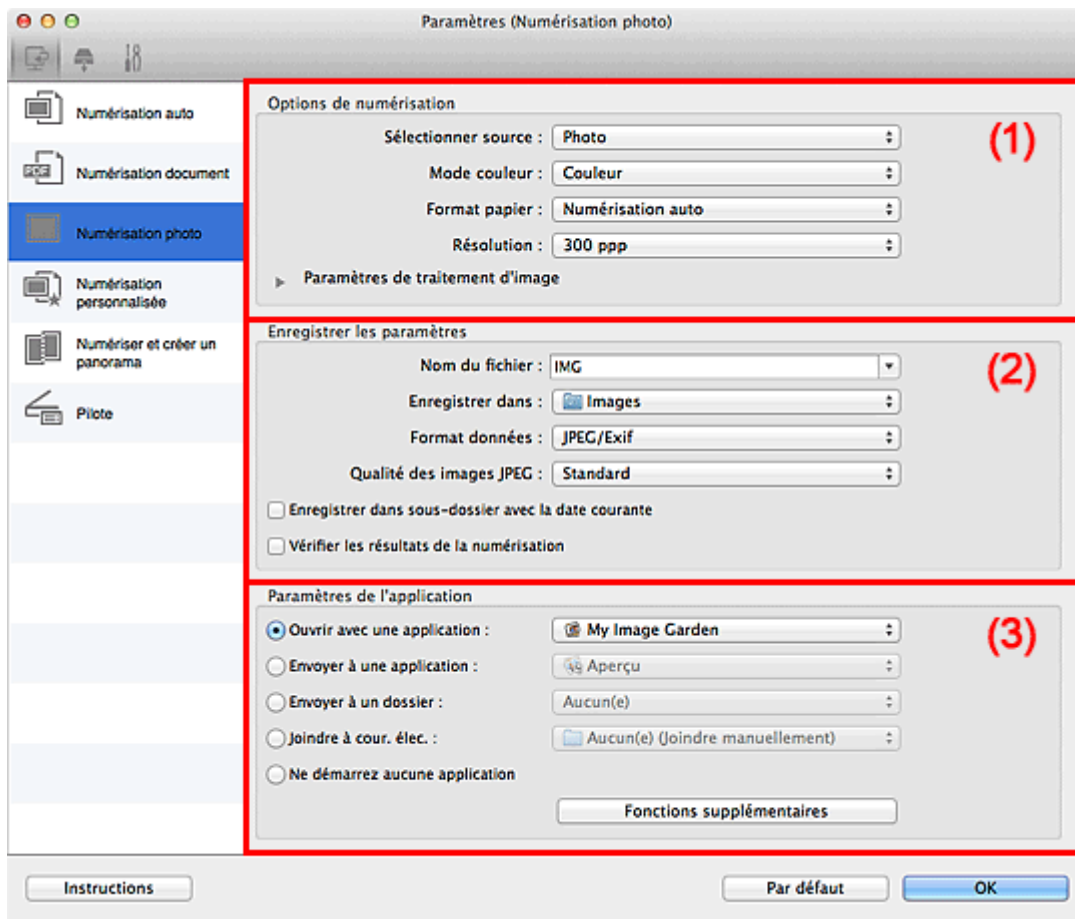 Paramètres (Numérisation photo)
Numérisation auto
Numérisation document
Numérisation photo
Numérisation
personnalisée
Numériser et créer un
panorama
Pilote
Options de numérisation
(1)
Sélectionner source : Photo
Mode couleur : Couleur
Format papier : Numérisation auto
Résolution : 300 ppp
Paramètres de traitement d'image
Enregistrer les paramètres
(2)
Nom du fichier : IMG
Enregistrer dans : Images
Format données : JPEG/Exif
Qualité des images JPEG : Standard
Enregistrer dans sous-dossier avec la date courante
Vérifier les résultats de la numérisation
Paramètres de l'application
(3)
Ouvrir avec une application : My Image Garden
Envoyer à une application : Aperçu
Envoyer à un dossier : Aucun(e)
Joindre à cour. élec. : Aucun(e) (Joindre manuellement)
Ne démarrez aucune application
Fonctions supplémentaires
Instructions
Par défaut
OK